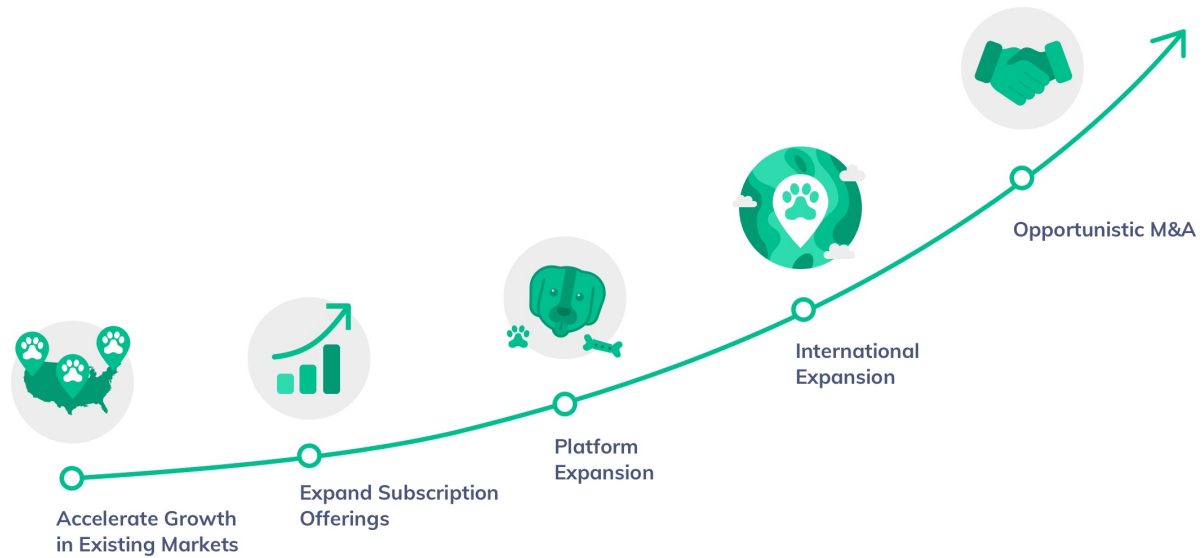 Accelerate Growth
in Existing Markets
Expand Subscription
Offerings
Platform
Expansion
International
Expansion
Opportunistic M&A